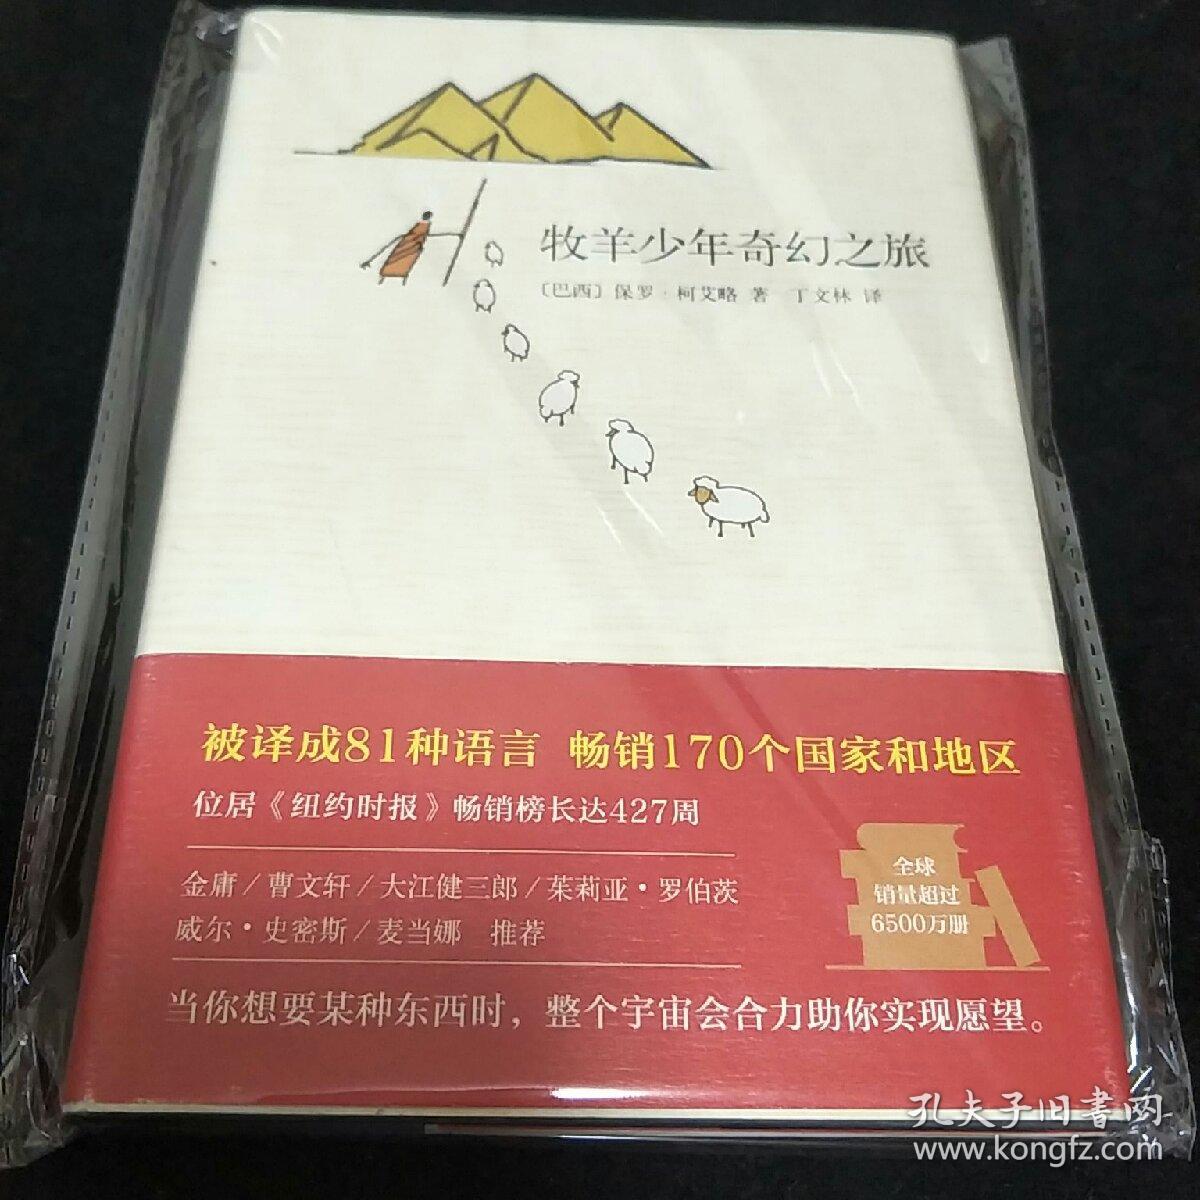 牧羊少年奇幻之旅
〔巴西〕保罗·柯艾略 著 丁文林 译
被译成81种语言 畅销170个国家和地区
位居《纽约时报》畅销榜长达427周
金庸/曹文轩/大江健三郎/茱莉亚·罗伯茨
威尔·史密斯/麦当娜 推荐
全球
销量超过
6500万册
当你想要某种东西时，整个宇宙会合力助你实现愿望。
孔夫子旧书网
www.kongfz.com